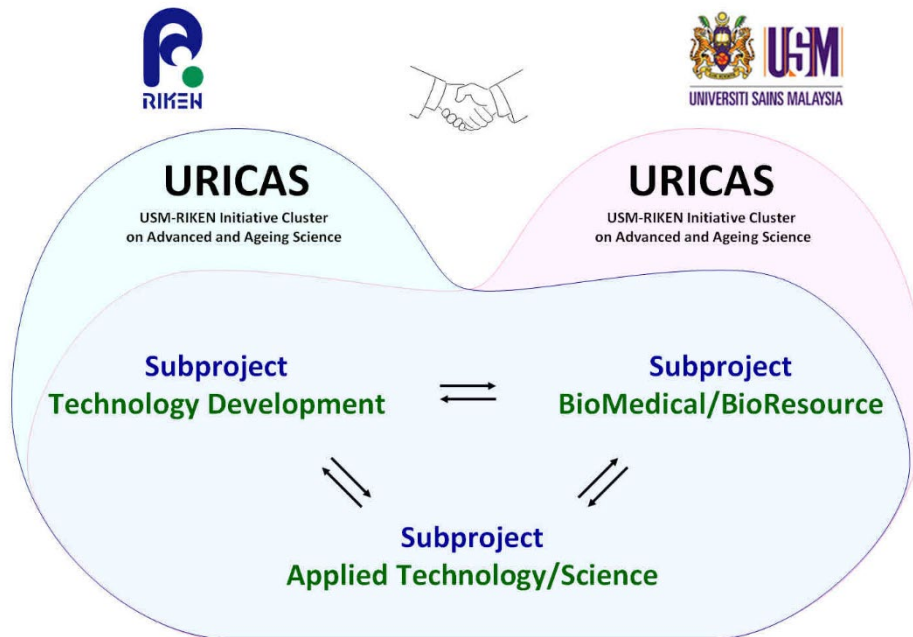 RIKEN
USM
UNIVERSITI SAINS MALAYSIA
URICAS
USM-RIKEN Initiative Cluster
on Advanced and Ageing Science
URICAS
USM-RIKEN Initiative Cluster
on Advanced and Ageing Science
Subproject
Technology Development
Subproject
BioMedical/BioResource
Subproject
Applied Technology/Science